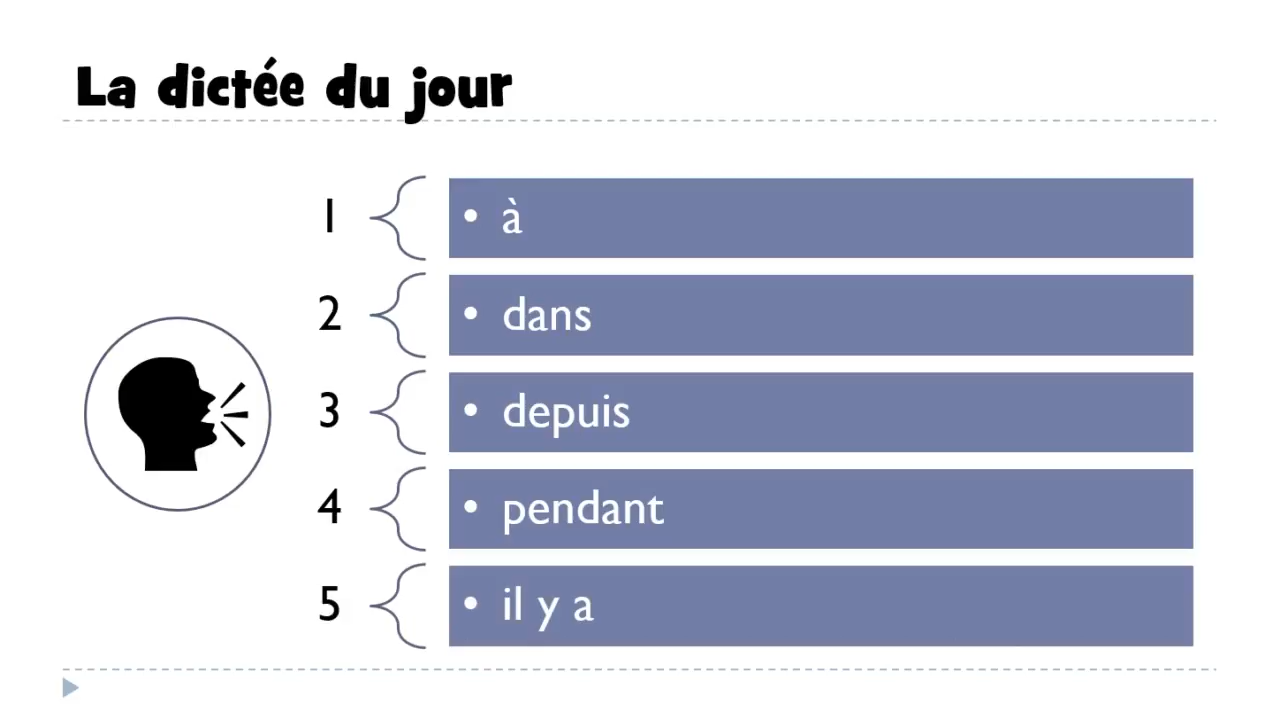 La dictée du jour
1 • à
2 • dans
3 • depuis
4 • pendant
5 • il y a